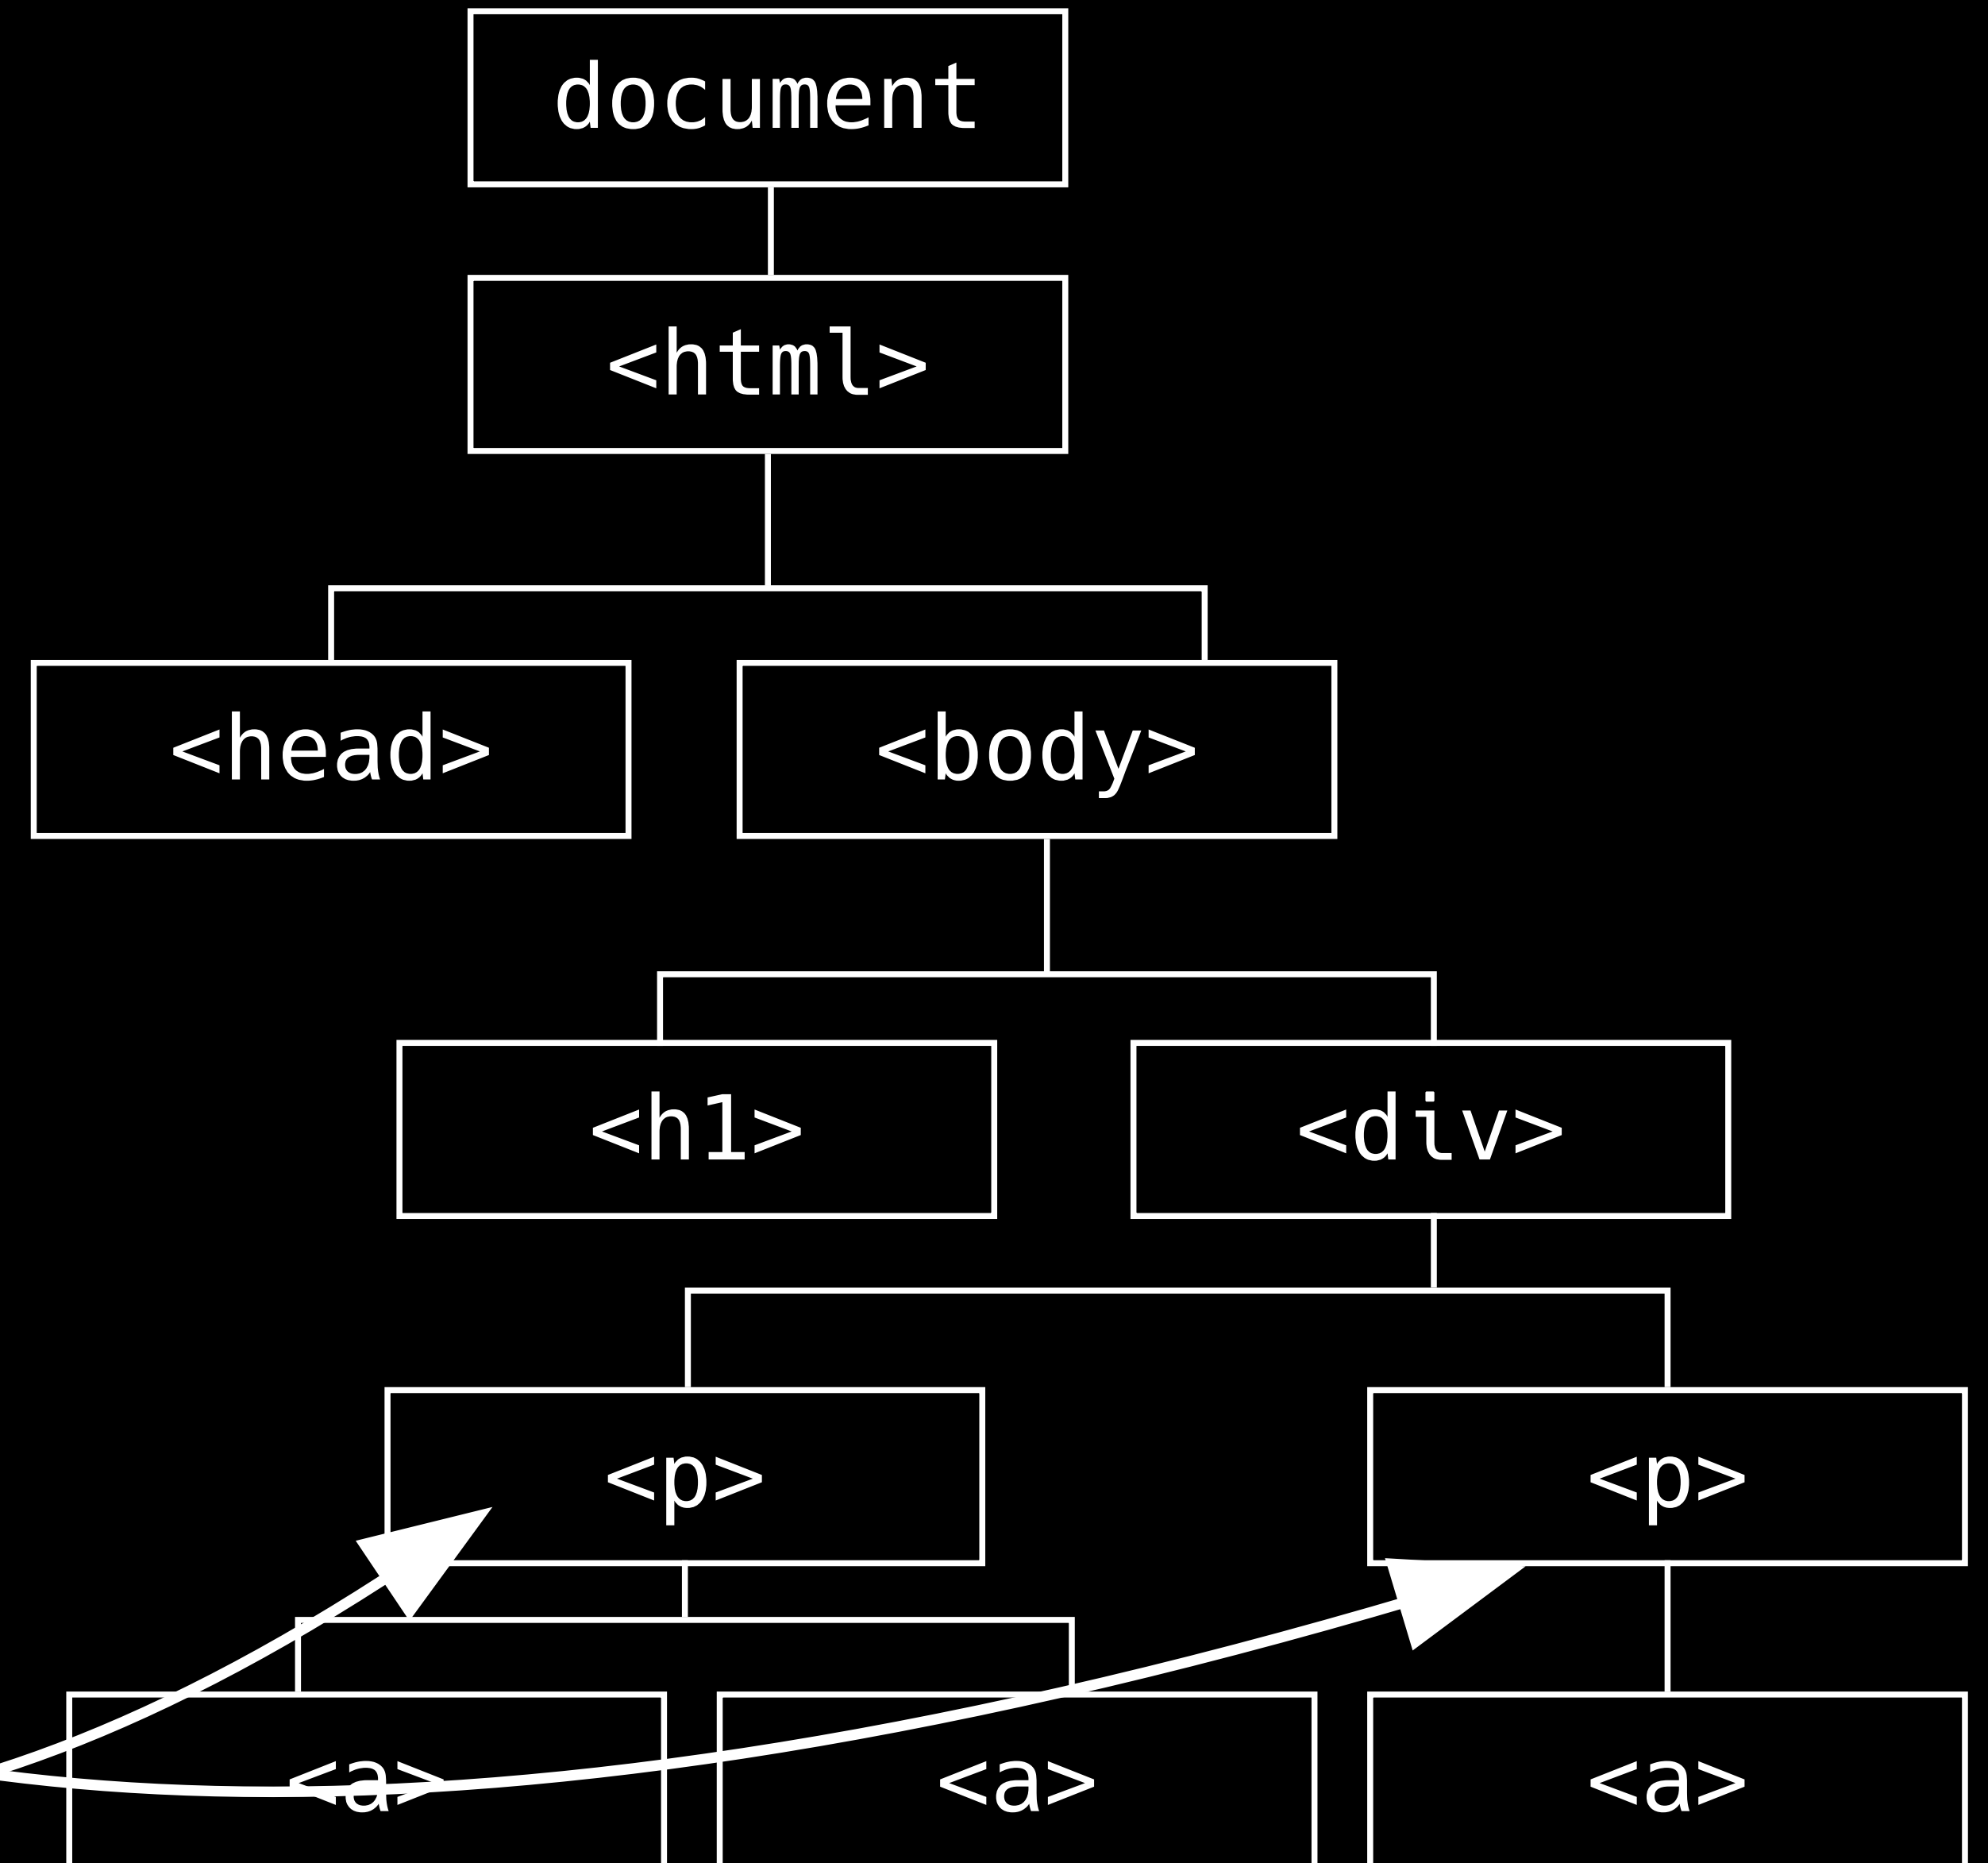 document
<html>
<head> <body>
<h1> <div>
<p> <p>
<a> <a> <a>